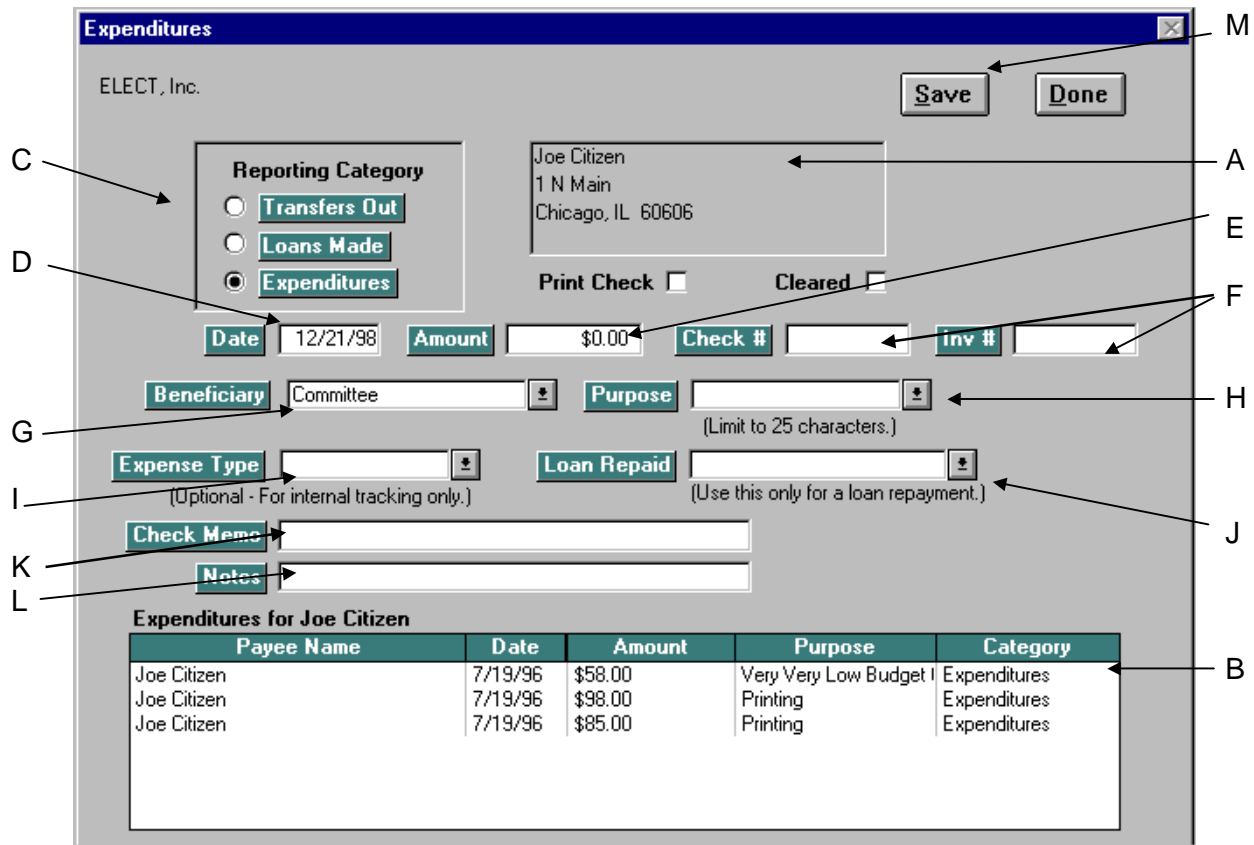 Expenditures
M
ELECT, Inc.
Save
Done
C
Reporting Category
Transfers Out
Loans Made
Expenditures
Joe Citizen
1 N Main
Chicago, IL 60606
A
E
D
Print Check
Cleared
F
Date 12/21/98 Amount $0.00 Check # Inv #
Beneficiary Committee Purpose
H
G
(Limit to 25 characters.)
Expense Type Loan Repaid
I
(Optional - For internal tracking only.) (Use this only for a loan repayment.)
J
Check Memo
K
Notes
L
Expenditures for Joe Citizen
Payee Name Date Amount Purpose Category
B
Joe Citizen 7/19/96 $58.00 Very Very Low Budget Expenditures
Joe Citizen 7/19/96 $98.00 Printing Expenditures
Joe Citizen 7/19/96 $85.00 Printing Expenditures